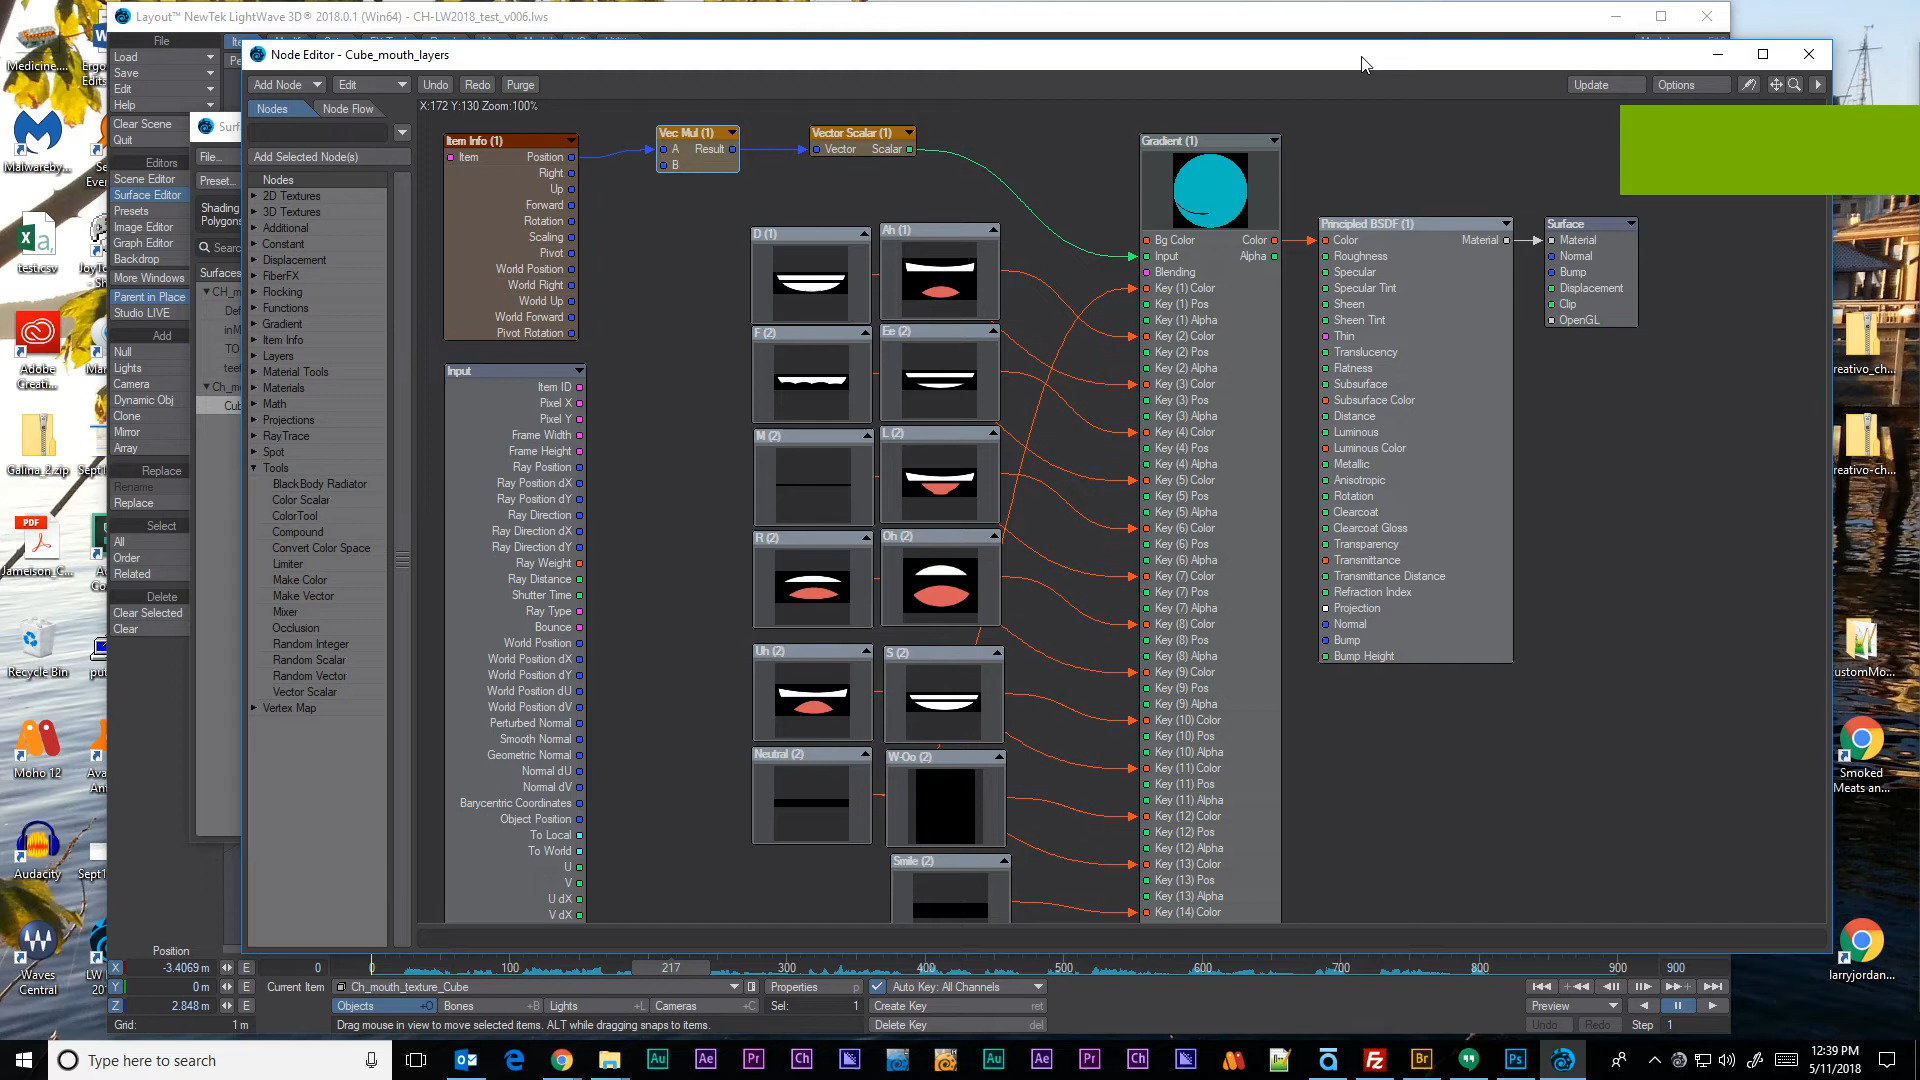 Layout™ NewTek LightWave 3D® 2018.0.1 (Win64) - CH-LW2018_test_v006.lws
Node Editor - Cube_mouth_layers
File
Load
Save
Edit
Help
Clear Scene
Quit
Editors
Scene Editor
Surface Editor
Presets
Image Editor
Graph Editor
Backdrop
More Windows
Parent in Place
Studio LIVE
Add
Null
Lights
Camera
Dynamic Obj
Clone
Mirror
Array
Replace
Rename
Replace
Select
All
Order
Related
Delete
Clear Selected
Clear
File...
Preset...
Shading
Polygons
Surfaces
Add Node
Edit
Undo
Redo
Purge
Update
Options
Nodes
Node Flow
X:172 Y:130 Zoom:100%
Add Selected Node(s)
Nodes
2D Textures
3D Textures
Additional
Constant
Displacement
FiberFX
Flocking
Functions
Gradient
Item Info
Layers
Material Tools
Materials
Math
Projections
RayTrace
Spot
Tools
BlackBody Radiator
Color Scalar
ColorTool
Compound
Convert Color Space
Limiter
Make Color
Make Vector
Mixer
Occlusion
Random Integer
Random Scalar
Random Vector
Vector Scalar
Vertex Map
Item Info (1)
Item Position
Right
Up
Forward
Rotation
Scaling
Pivot
World Position
World Right
World Up
World Forward
Pivot Rotation
Input
Item ID
Pixel X
Pixel Y
Frame Width
Frame Height
Ray Position
Ray Position dX
Ray Position dY
Ray Direction
Ray Direction dX
Ray Direction dY
Ray Weight
Ray Distance
Shutter Time
Ray Type
Bounce
World Position
World Position dX
World Position dY
World Position dU
World Position dV
Perturbed Normal
Smooth Normal
Geometric Normal
Normal dU
Normal dV
Barycentric Coordinates
Object Position
To Local
To World
U
V
U dX
V dX
Vec Mul (1)
A Result
B
Vector Scalar (1)
Vector Scalar
D (1)
Ah (1)
F (2)
Ee (2)
M (2)
L (2)
R (2)
Oh (2)
Uh (2)
S (2)
Neutral (2)
W-Oo (2)
Smile (2)
Gradient (1)
Bg Color Color
Input Alpha
Blending
Key (1) Color
Key (1) Pos
Key (1) Alpha
Key (2) Color
Key (2) Pos
Key (2) Alpha
Key (3) Color
Key (3) Pos
Key (3) Alpha
Key (4) Color
Key (4) Pos
Key (4) Alpha
Key (5) Color
Key (5) Pos
Key (5) Alpha
Key (6) Color
Key (6) Pos
Key (6) Alpha
Key (7) Color
Key (7) Pos
Key (7) Alpha
Key (8) Color
Key (8) Pos
Key (8) Alpha
Key (9) Color
Key (9) Pos
Key (9) Alpha
Key (10) Color
Key (10) Pos
Key (10) Alpha
Key (11) Color
Key (11) Pos
Key (11) Alpha
Key (12) Color
Key (12) Pos
Key (12) Alpha
Key (13) Color
Key (13) Pos
Key (13) Alpha
Key (14) Color
Principled BSDF (1)
Color Material
Roughness
Specular
Specular Tint
Sheen
Sheen Tint
Thin
Translucency
Flatness
Subsurface
Subsurface Color
Distance
Luminous
Luminous Color
Metallic
Anisotropic
Rotation
Clearcoat
Clearcoat Gloss
Transparency
Transmittance
Transmittance Distance
Refraction Index
Projection
Normal
Bump
Bump Height
Surface
Material
Normal
Bump
Displacement
Clip
OpenGL
Position
X -3.4069 m E
Y 0 m E
Z 2.848 m E
Grid: 1 m
0 0 100 217 300 400 500 600 700 800 900 900
Current Item Ch_mouth_texture_Cube Properties p Auto Key: All Channels
Objects +O Bones +B Lights +L Cameras +C Sel: 1 Create Key ret
Drag mouse in view to move selected items. ALT while dragging snaps to items. Delete Key del
Preview
Undo Redo Step 1
Medicine....
Malwareby...
test.csv
Adobe
Creati...
Galina_2.zip
PDF
Jameison_C...
Recycle Bin
Moho 12
Audacity
Waves
Central
reativo_ch...
reativo-ch...
ustomMo...
Smoked
Meats an...
larryjordan...
Type here to search
Au Ae Pr Ch Au Ae Pr Ch Fz Br Ps
12:39 PM
5/11/2018